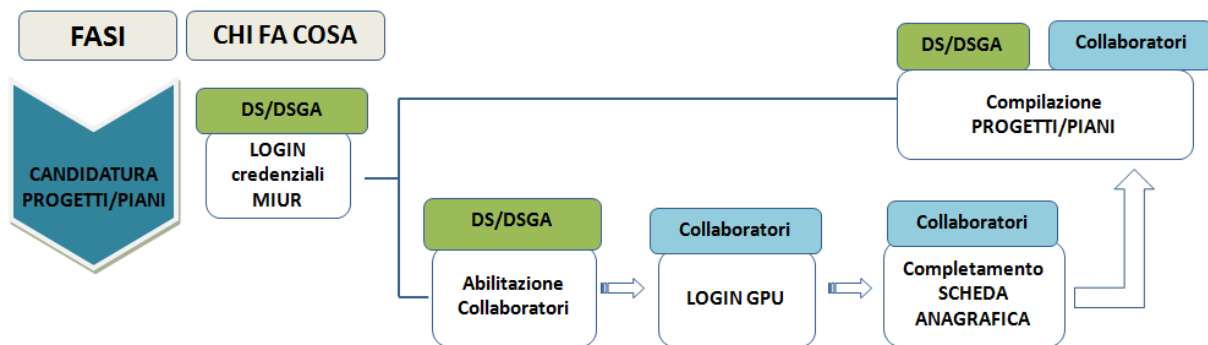 FASI
CHI FA COSA
CANDIDATURA
PROGETTI/PIANI
DS/DSGA
LOGIN
credenziali
MIUR
DS/DSGA
Collaboratori
Compilazione
PROGETTI/PIANI
DS/DSGA
Abilitazione
Collaboratori
Collaboratori
LOGIN GPU
Collaboratori
Completamento
SCHEDA
ANAGRAFICA